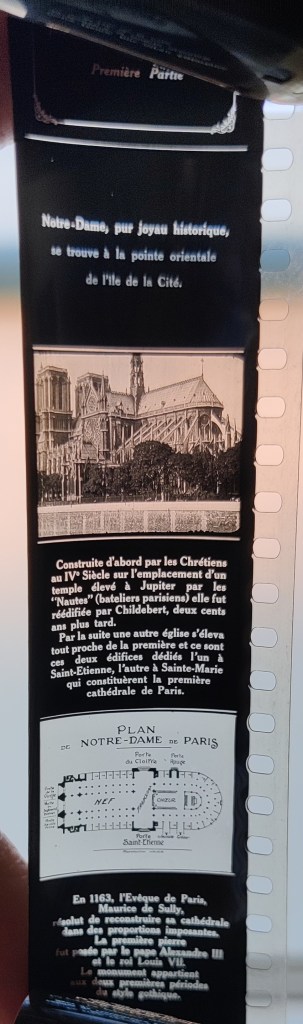 Première Partie
Notre-Dame, pur joyau historique,
se trouve à la pointe orientale
de l'Ile de la Cité.
Construite d'abord par les Chrétiens
au IVe Siècle sur l'emplacement d'un
temple élevé à Jupiter par les
"Nautes" (bateliers parisiens) elle fut
réédifiée par Childebert, deux cents
ans plus tard.
Par la suite une autre église s'éleva
tout proche de la première et ce sont
ces deux édifices dédiés l'un à
Saint-Etienne, l'autre à Sainte-Marie
qui constituèrent la première
cathédrale de Paris.
PLAN
DE NOTRE-DAME DE PARIS
Porte
du Cloître
Porte
Rouge
NEF
CHŒUR
Porte
Saint Etienne
En 1163, l'Evêque de Paris,
Maurice de Sully,
résolut de reconstruire sa cathédrale
dans des proportions imposantes.
La première pierre
fut posée par le pape Alexandre III
et le roi Louis VII.
Le monument appartient
aux deux premières périodes
du style gothique.